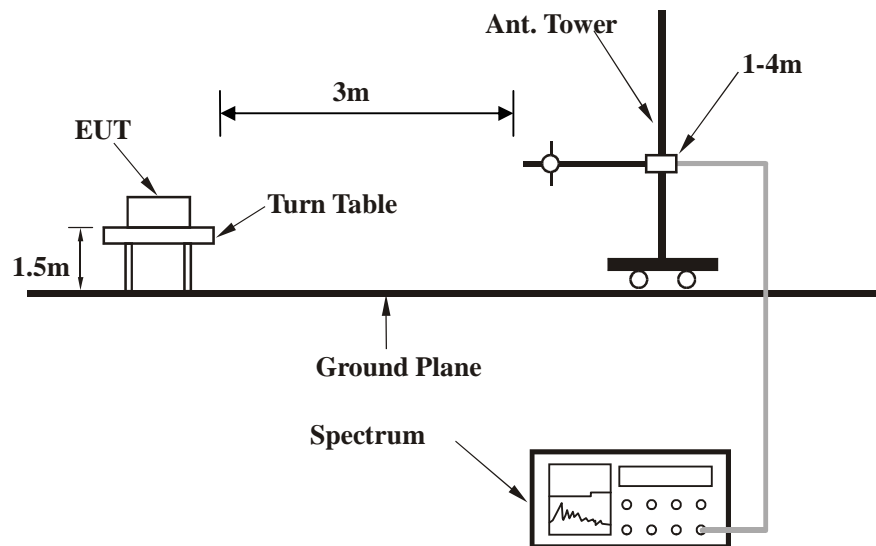 Ant. Tower
1-4m
3m
EUT
Turn Table
1.5m
Ground Plane
Spectrum